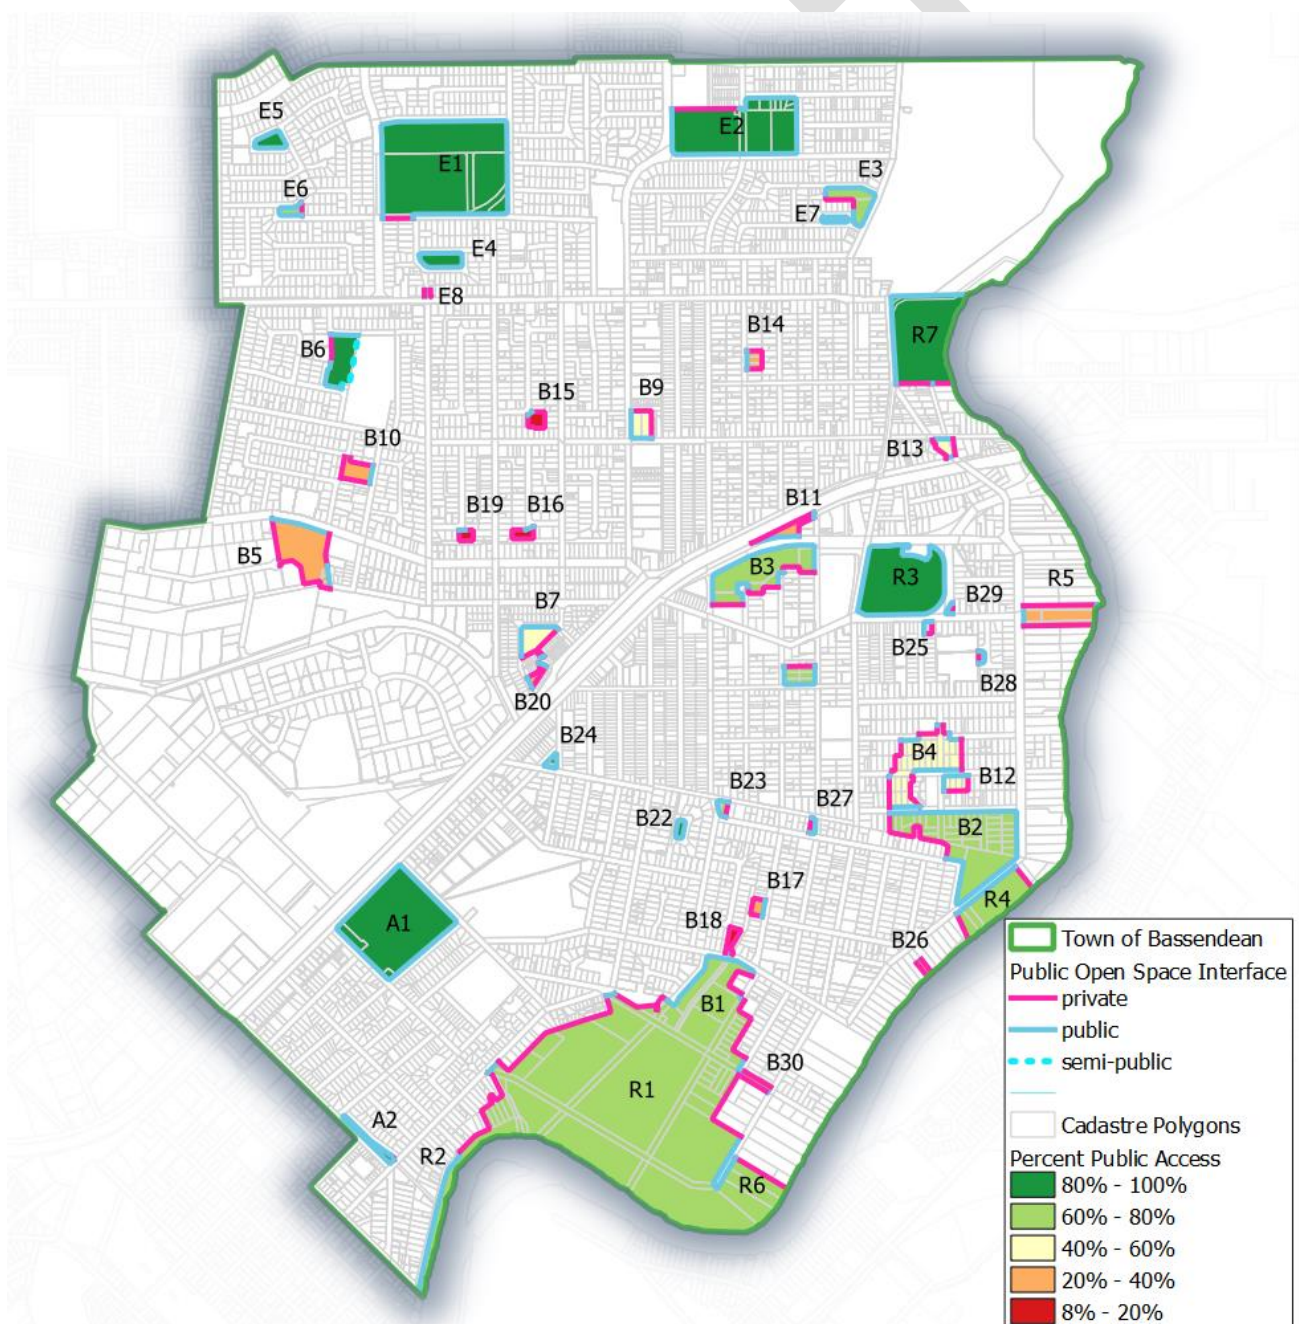 E5
E2
E1
E3
E6
E7
E4
E8
B14
R7
B6
B15
B9
B10
B13
B19
B16
B11
B5
B3
R3
R5
B7
B29
B25
B28
B20
B24
B4
B12
B23
B27
B22
B2
B17
R4
A1
B18
B26
B1
B30
R1
A2
R2
R6
Town of Bassendean
Public Open Space Interface
private
public
semi-public
Cadastre Polygons
Percent Public Access
80% - 100%
60% - 80%
40% - 60%
20% - 40%
8% - 20%